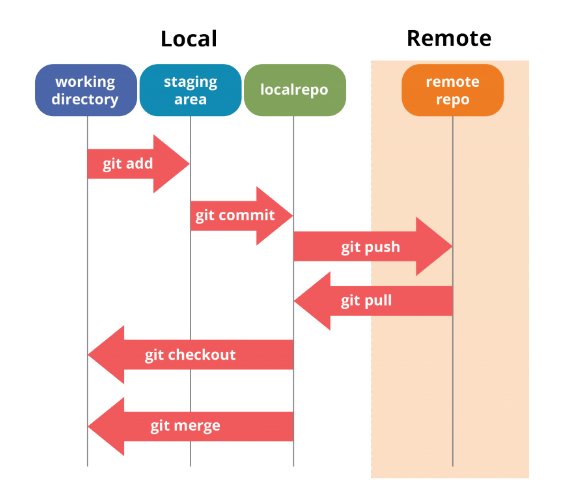 Local
Remote
working
directory
staging
area
localrepo
remote
repo
git add
git commit
git push
git pull
git checkout
git merge